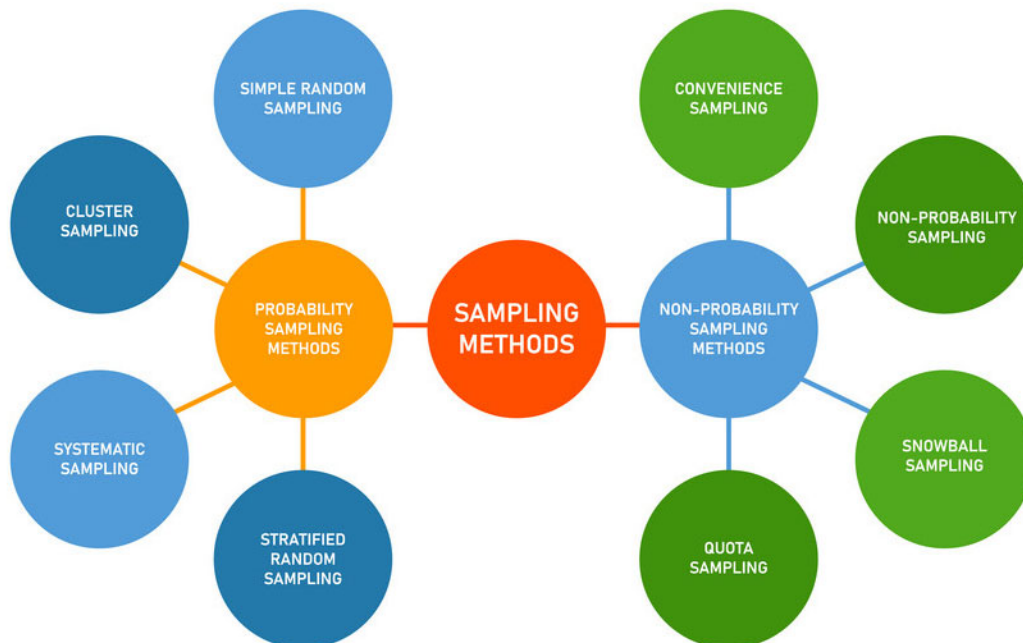 SIMPLE RANDOM
SAMPLING
CONVENIENCE
SAMPLING
CLUSTER
SAMPLING
NON-PROBABILITY
SAMPLING
PROBABILITY
SAMPLING
METHODS
SAMPLING
METHODS
NON-PROBABILITY
SAMPLING
METHODS
SYSTEMATIC
SAMPLING
SNOWBALL
SAMPLING
STRATIFIED
RANDOM
SAMPLING
QUOTA
SAMPLING